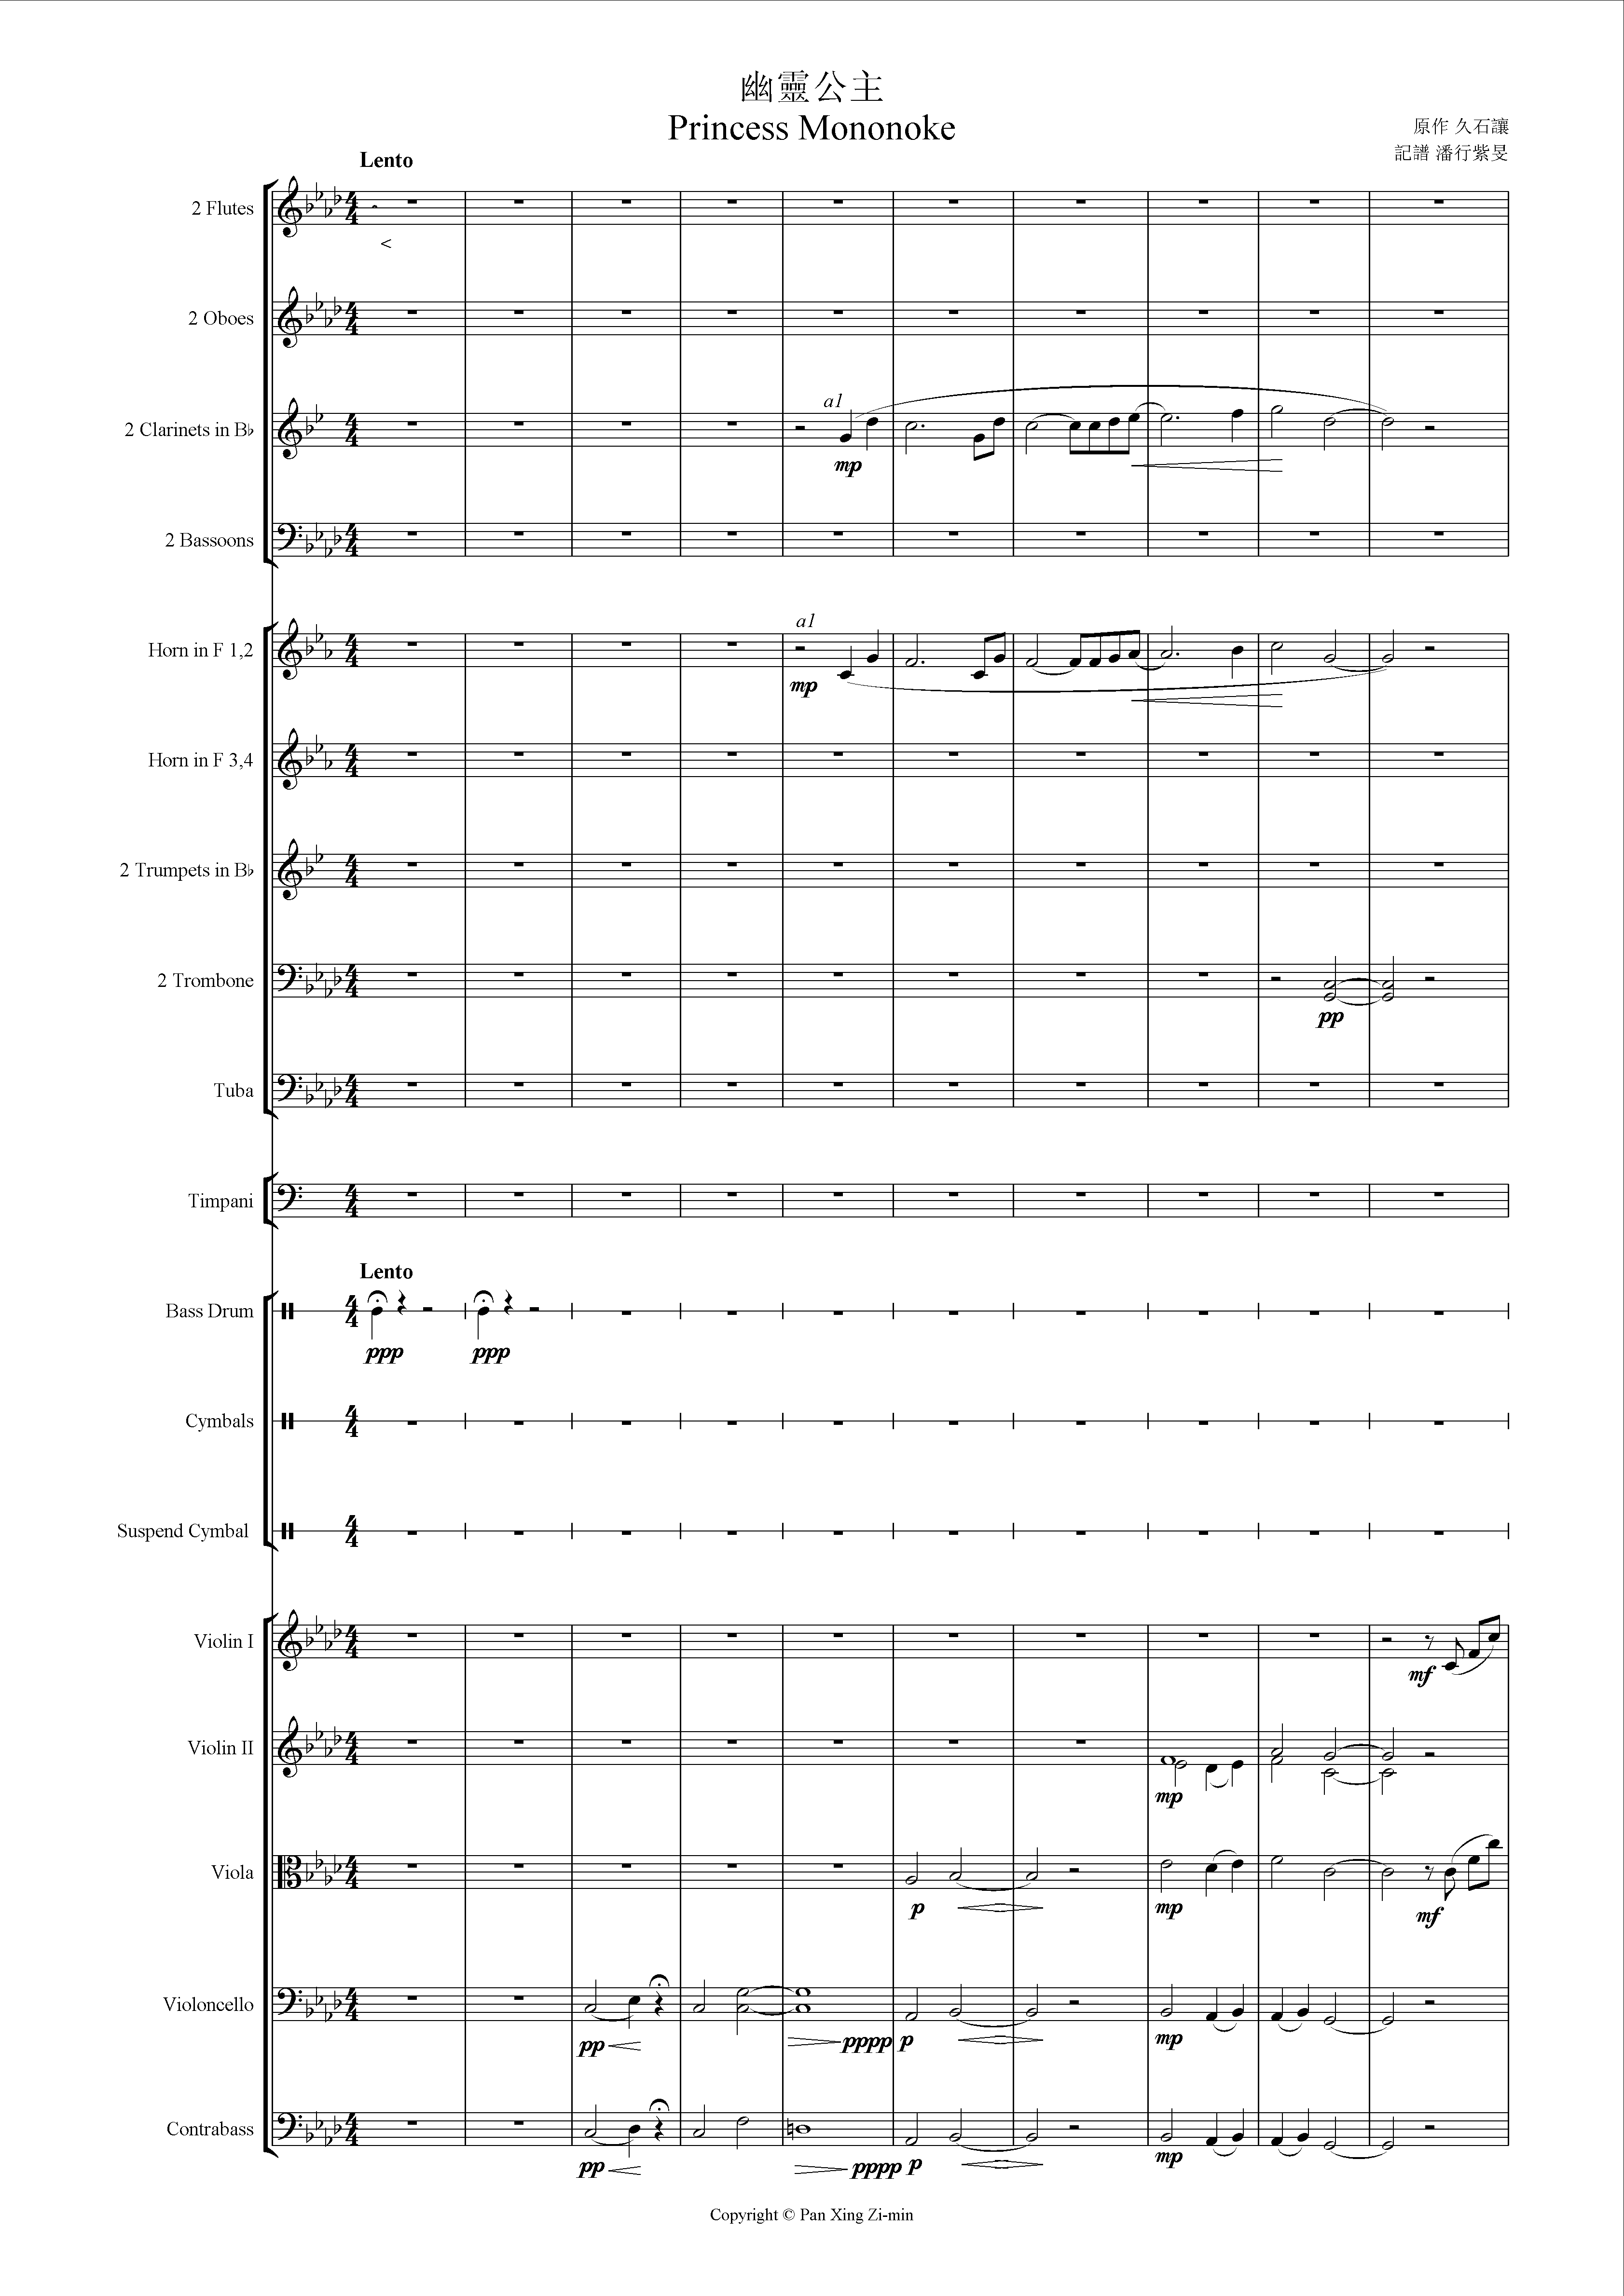 幽靈公主
Princess Mononoke
原作 久石讓
記譜 潘行紫旻
Lento
2 Flutes
<
2 Oboes
a1
2 Clarinets in B♭
mp
2 Bassoons
a1
Horn in F 1,2
mp
Horn in F 3,4
2 Trumpets in B♭
2 Trombone
pp
Tuba
Timpani
Lento
Bass Drum
ppp ppp
Cymbals
Suspend Cymbal
Violin I
mf
Violin II
mp
Viola
p mp mf
Violoncello
pp pppp p mp
Contrabass
pp pppp p mp
Copyright © Pan Xing Zi-min